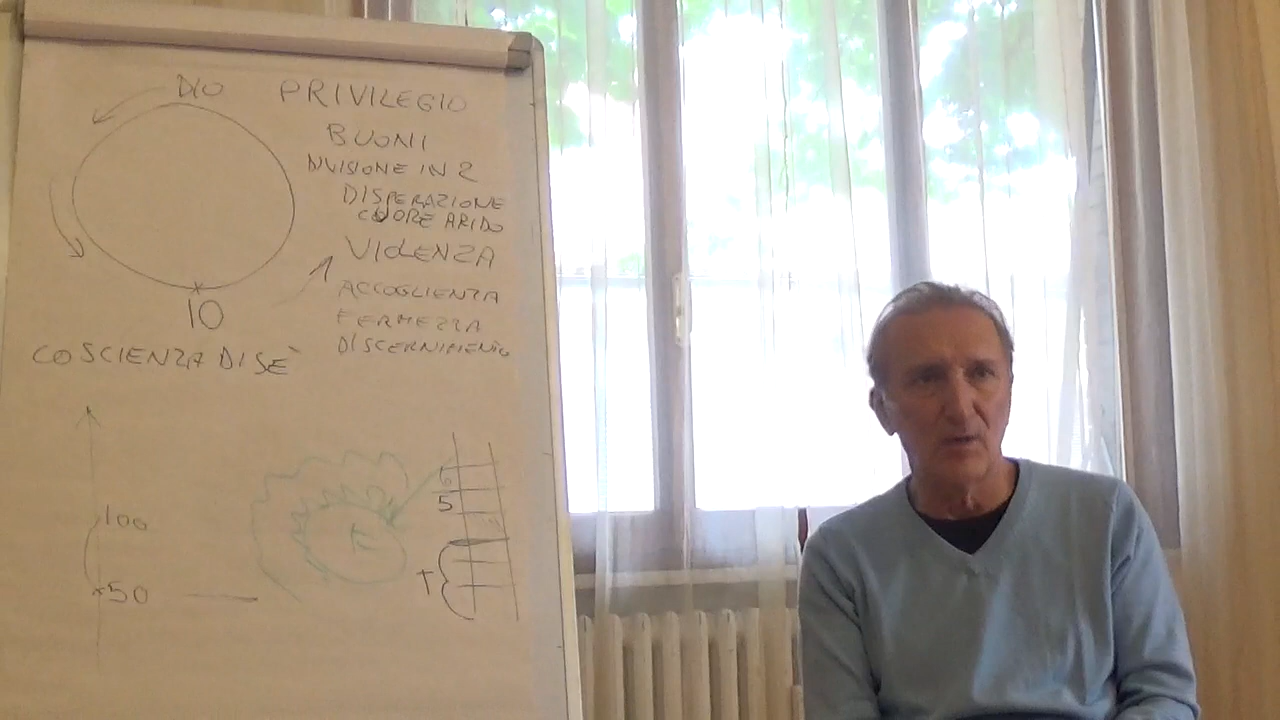 DIO PRIVILEGIO
BUONI
DIVISIONE IN 2
DISPERAZIONE
CUORE ARIDO
VIOLENZA
ACCOGLIENZA
FERMEZZA
DISCERNIMENTO
IO
COSCIENZA DI SÈ
100
50
6
5
T